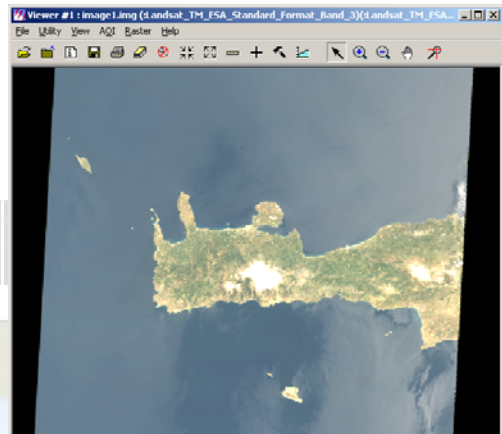 Viewer #1 : image1.img (:Landsat_TM_ESA_Standard_Format_Band_3)(:Landsat_TM_ESA...
File Utility View AOI Raster Help